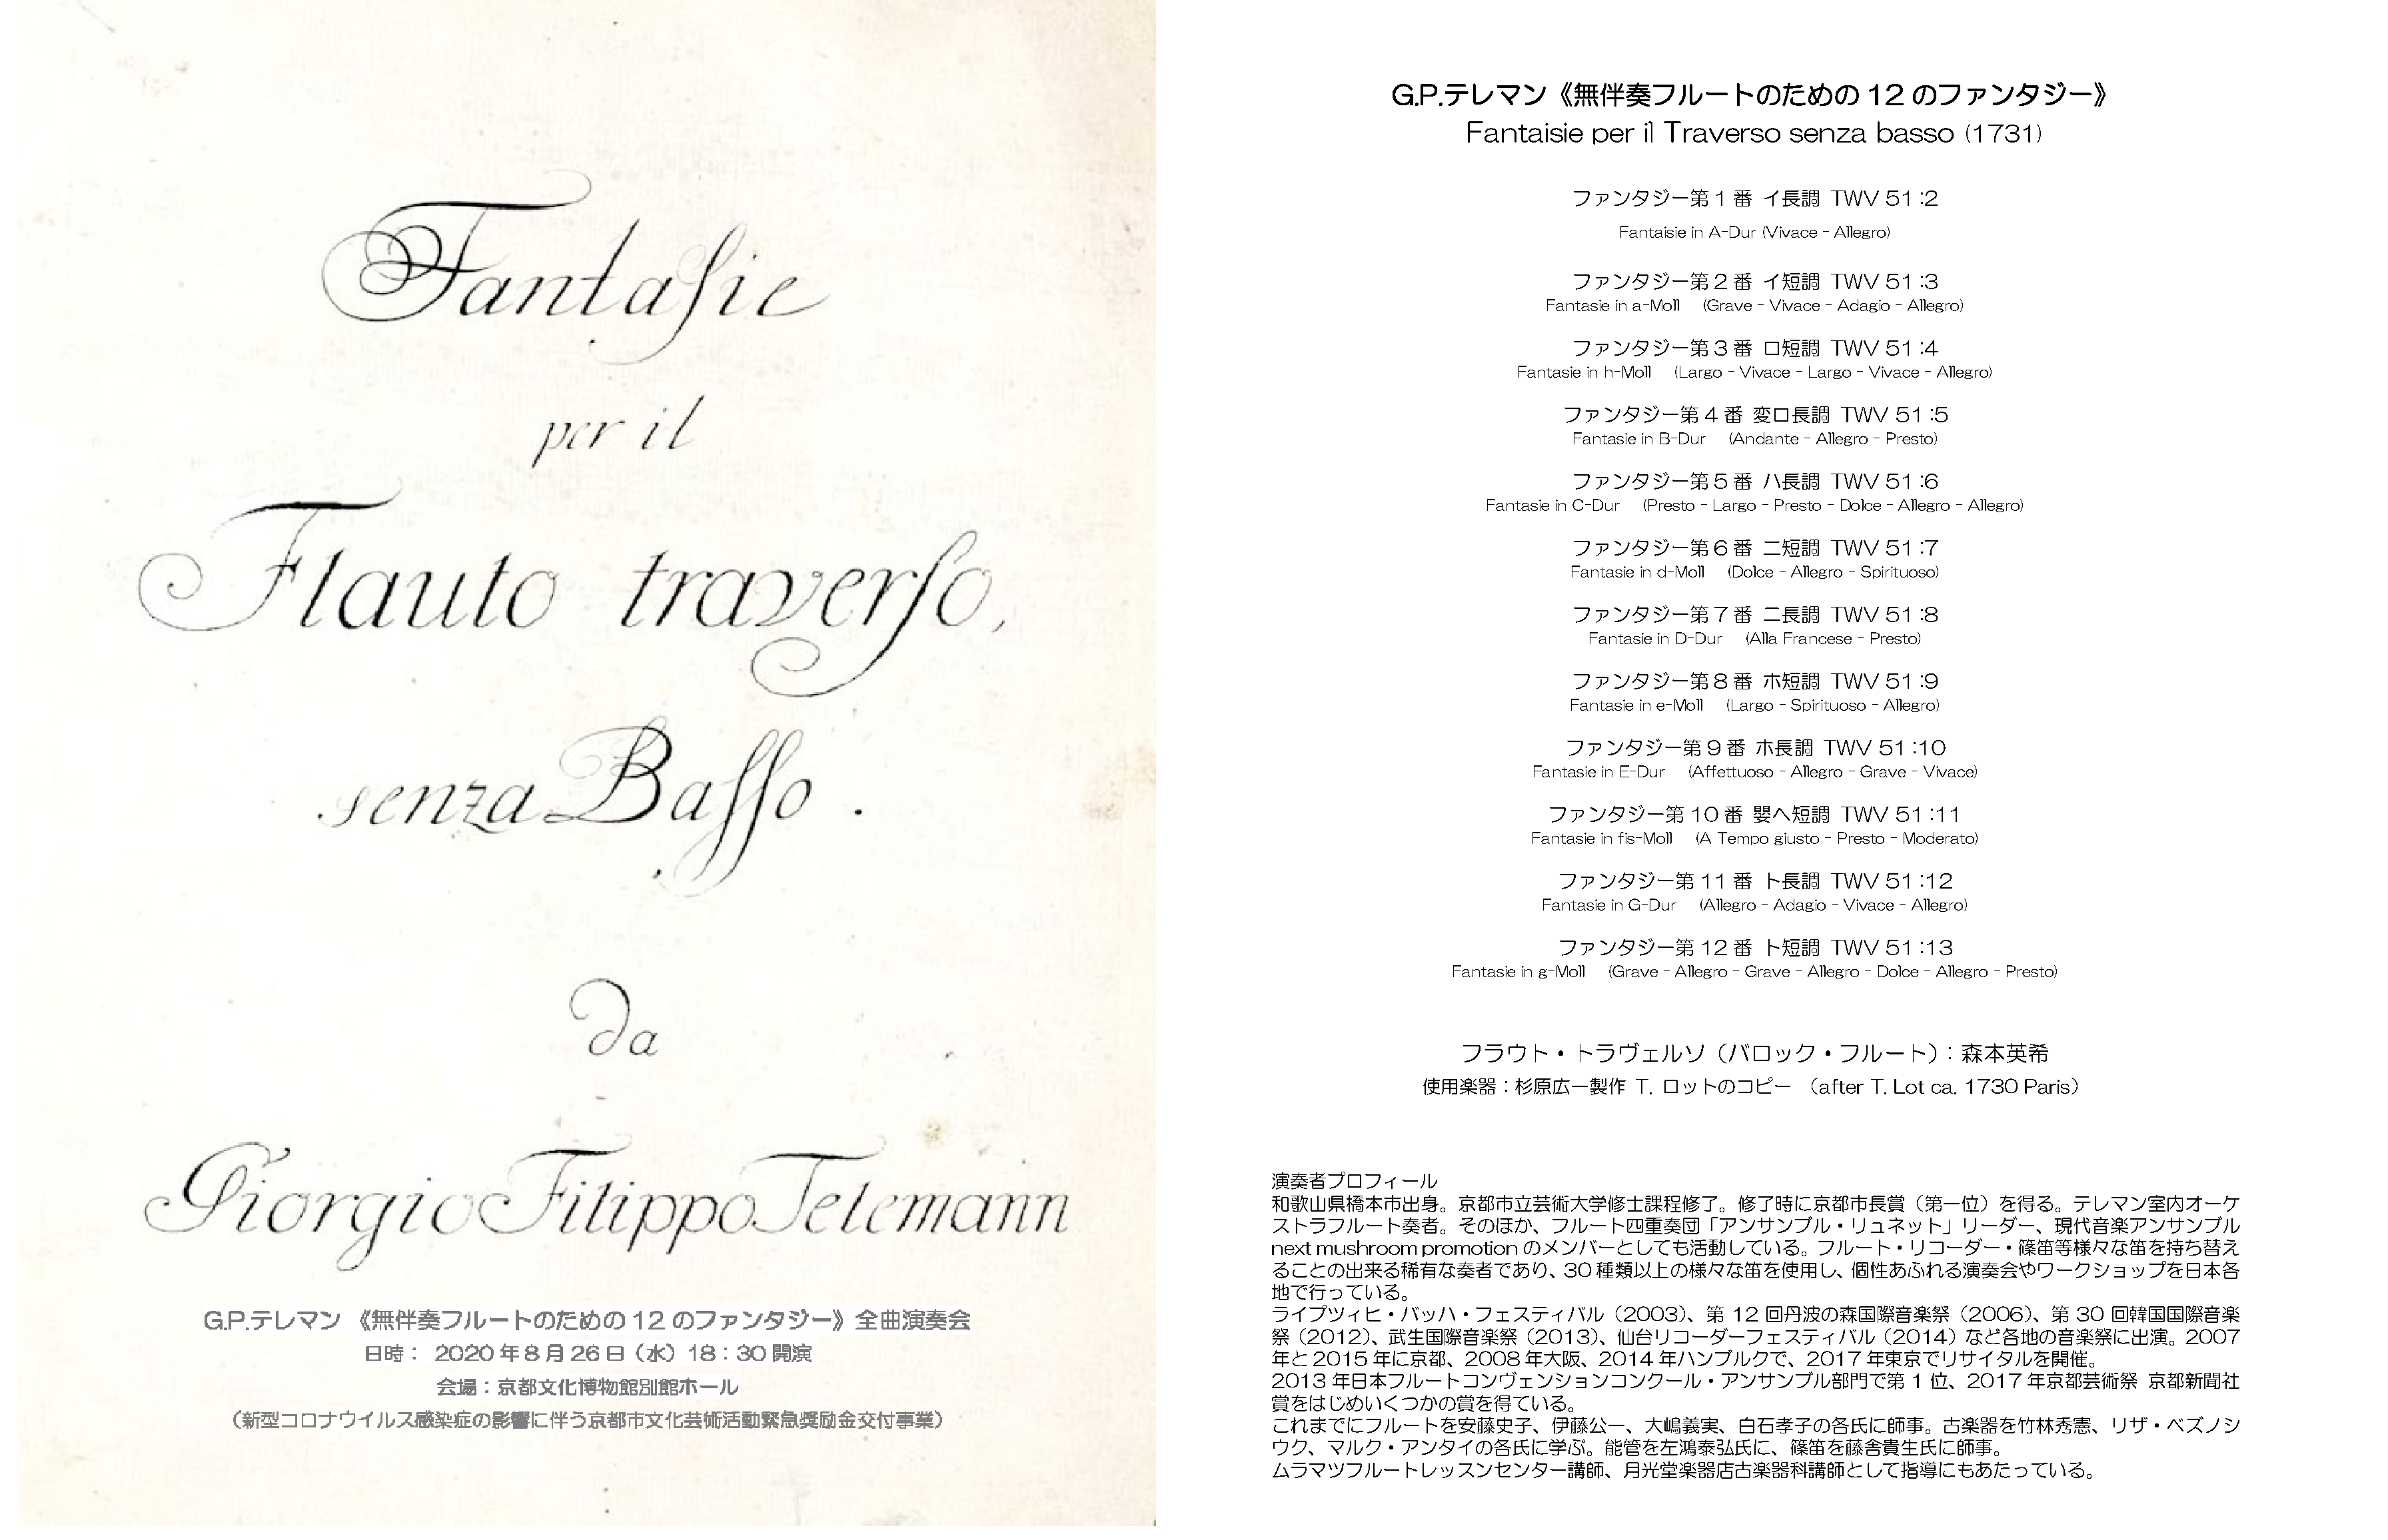 Fantasie
per il
Flauto traverso,
senza Basso.
da
Giorgio Filippo Telemann
G.P.テレマン 《無伴奏フルートのための12のファンタジー》全曲演奏会
日時： 2020年8月26日（水）18：30開演
会場：京都文化博物館別館ホール
（新型コロナウイルス感染症の影響に伴う京都市文化芸術活動緊急奨励金交付事業）
G.P.テレマン《無伴奏フルートのための12のファンタジー》
Fantaisie per il Traverso senza basso (1731)
ファンタジー第1番 イ長調 TWV 51:2
Fantaisie in A-Dur (Vivace - Allegro)
ファンタジー第2番 イ短調 TWV 51:3
Fantasie in a-Moll (Grave - Vivace - Adagio - Allegro)
ファンタジー第3番 ロ短調 TWV 51:4
Fantasie in h-Moll (Largo - Vivace - Largo - Vivace - Allegro)
ファンタジー第4番 変ロ長調 TWV 51:5
Fantasie in B-Dur (Andante - Allegro - Presto)
ファンタジー第5番 ハ長調 TWV 51:6
Fantasie in C-Dur (Presto - Largo - Presto - Dolce - Allegro - Allegro)
ファンタジー第6番 ニ短調 TWV 51:7
Fantasie in d-Moll (Dolce - Allegro - Spirituoso)
ファンタジー第7番 ニ長調 TWV 51:8
Fantasie in D-Dur (Alla Francese - Presto)
ファンタジー第8番 ホ短調 TWV 51:9
Fantasie in e-Moll (Largo - Spirituoso - Allegro)
ファンタジー第9番 ホ長調 TWV 51:10
Fantasie in E-Dur (Affettuoso - Allegro - Grave - Vivace)
ファンタジー第10番 嬰ヘ短調 TWV 51:11
Fantasie in fis-Moll (A Tempo giusto - Presto - Moderato)
ファンタジー第11番 ト長調 TWV 51:12
Fantasie in G-Dur (Allegro - Adagio - Vivace - Allegro)
ファンタジー第12番 ト短調 TWV 51:13
Fantasie in g-Moll (Grave - Allegro - Grave - Allegro - Dolce - Allegro - Presto)
フラウト・トラヴェルソ（バロック・フルート）：森本英希
使用楽器：杉原広一製作 T. ロットのコピー （after T. Lot ca. 1730 Paris）
演奏者プロフィール
和歌山県橋本市出身。京都市立芸術大学修士課程修了。修了時に京都市長賞（第一位）を得る。テレマン室内オーケ
ストラフルート奏者。そのほか、フルート四重奏団「アンサンブル・リュネット」リーダー、現代音楽アンサンブル
next mushroom promotion のメンバーとしても活動している。フルート・リコーダー・篠笛等様々な笛を持ち替え
ることの出来る稀有な奏者であり、30種類以上の様々な笛を使用し、個性あふれる演奏会やワークショップを日本各
地で行っている。
ライプツィヒ・バッハ・フェスティバル（2003）、第12回丹波の森国際音楽祭（2006）、第30回韓国国際音楽
祭（2012）、武生国際音楽祭（2013）、仙台リコーダーフェスティバル（2014）など各地の音楽祭に出演。2007
年と2015年に京都、2008年大阪、2014年ハンブルクで、2017年東京でリサイタルを開催。
2013年日本フルートコンヴェンションコンクール・アンサンブル部門で第1位、2017年京都芸術祭 京都新聞社
賞をはじめいくつかの賞を得ている。
これまでにフルートを安藤史子、伊藤公一、大嶋義実、白石孝子の各氏に師事。古楽器を竹林秀憲、リザ・ベズノシ
ウク、マルク・アンタイの各氏に学ぶ。能管を左鴻泰弘氏に、篠笛を藤舎貴生氏に師事。
ムラマツフルートレッスンセンター講師、月光堂楽器店古楽器科講師として指導にもあたっている。